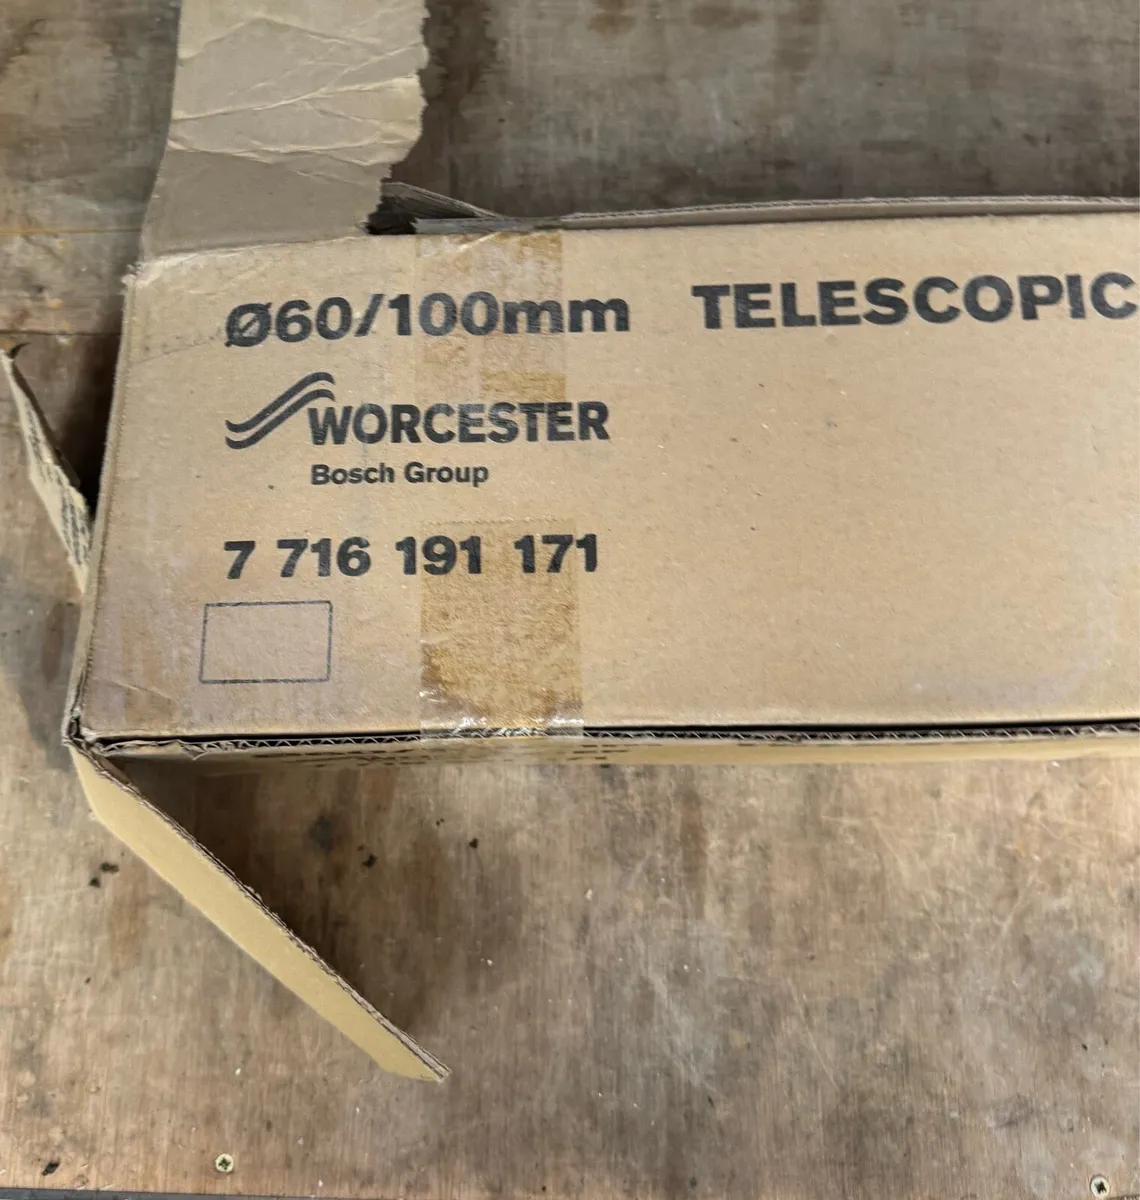 Ø60/100mm TELESCOPIC
WORCESTER
Bosch Group
7 716 191 171